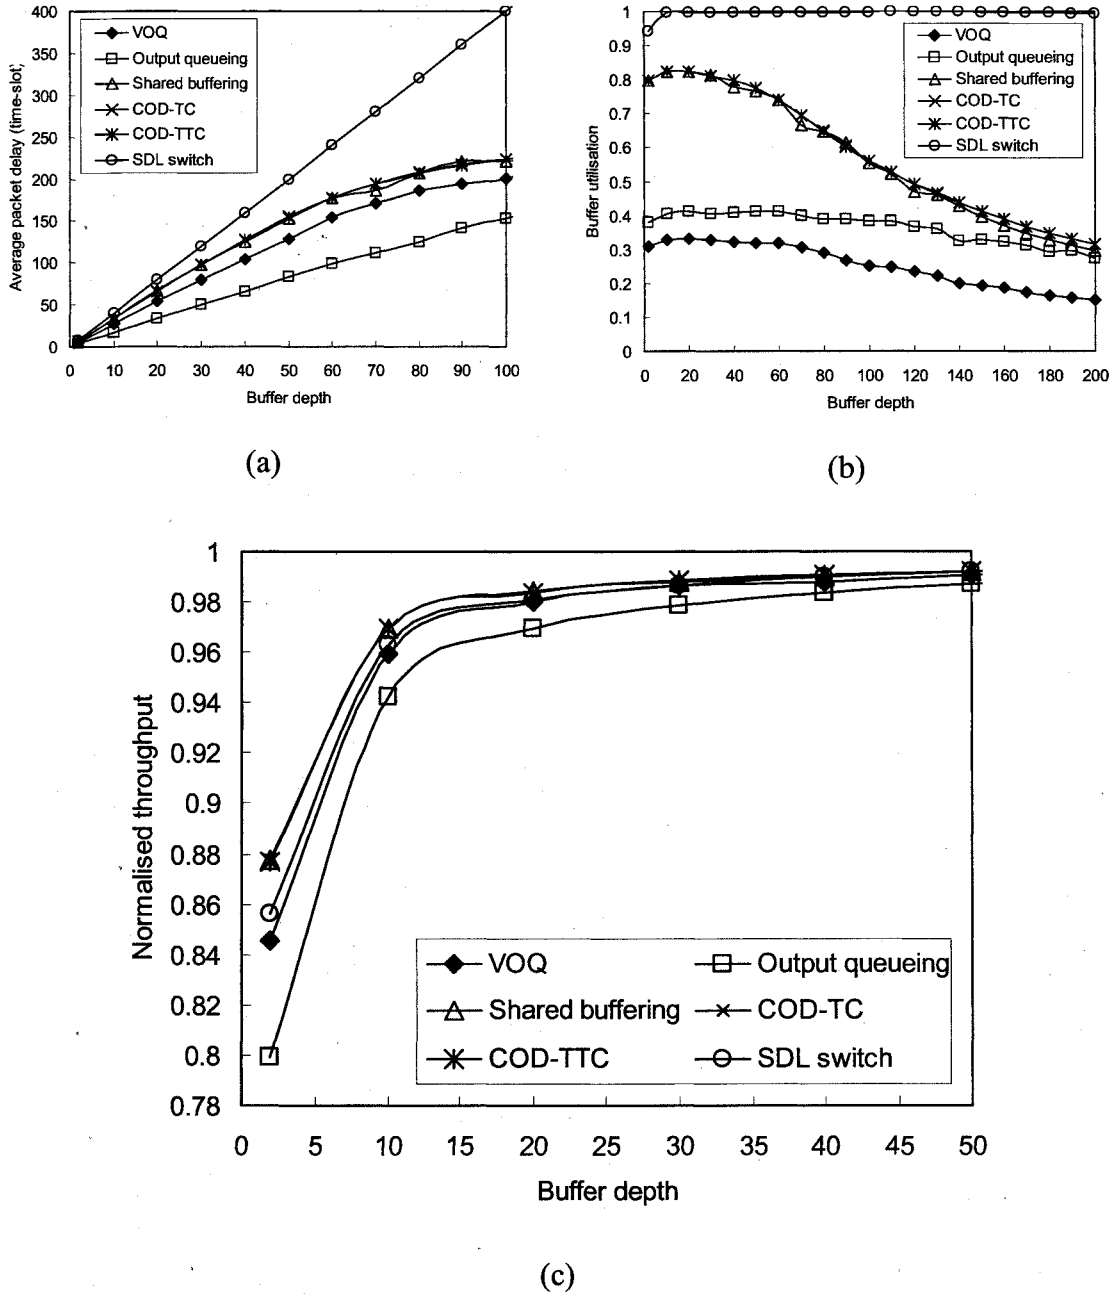 400
350
300
250
200
150
100
50
0
Average packet delay (time-slot)
VOQ
Output queueing
Shared buffering
COD-TC
COD-TTC
SDL switch
0 10 20 30 40 50 60 70 80 90 100
Buffer depth
(a)
1
0.9
0.8
0.7
0.6
0.5
0.4
0.3
0.2
0.1
0
Buffer utilisation
VOQ
Output queueing
Shared buffering
COD-TC
COD-TTC
SDL switch
0 20 40 60 80 100 120 140 160 180 200
Buffer depth
(b)
1
0.98
0.96
0.94
0.92
0.9
0.88
0.86
0.84
0.82
0.8
0.78
Normalised throughput
VOQ Output queueing
Shared buffering COD-TC
COD-TTC SDL switch
0 5 10 15 20 25 30 35 40 45 50
Buffer depth
(c)